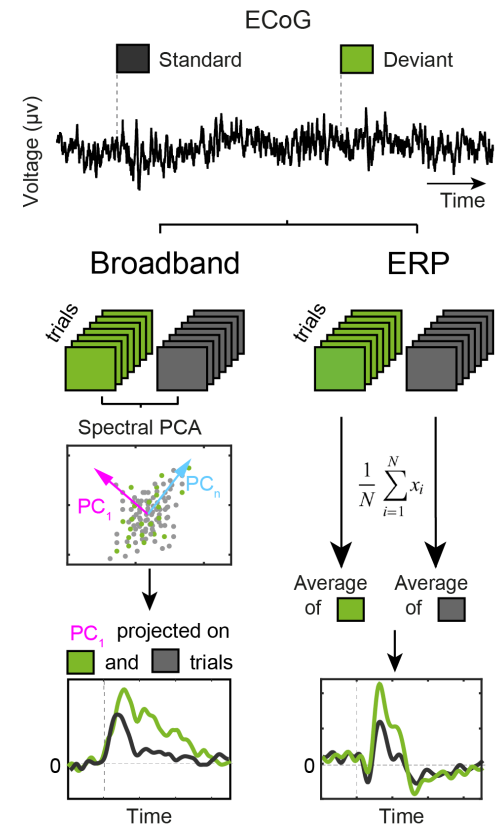 ECoG
Standard
Deviant
Voltage (μv)
Time
Broadband
ERP
trials
trials
Spectral PCA
PC1
PCn
1/N ∑ i=1 N xi
Average of
Average of
PC1 projected on
and trials
0
Time
0
Time